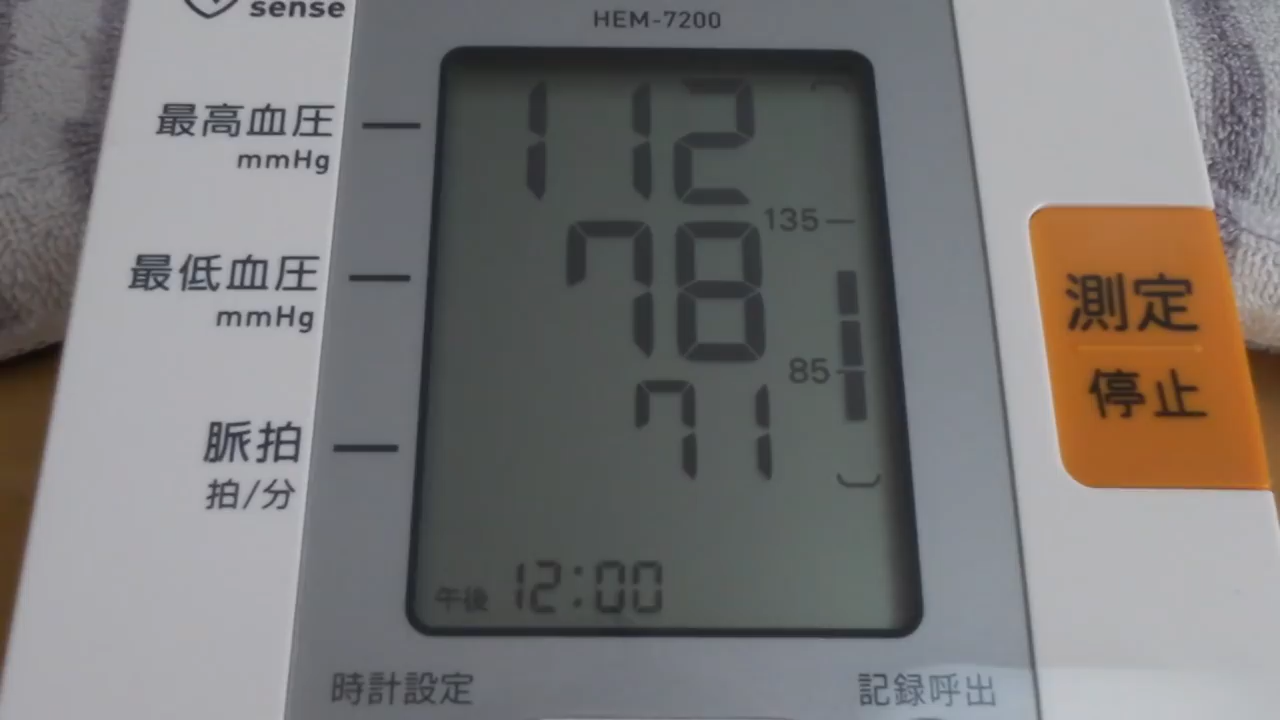 sense
HEM-7200
最高血圧
mmHg
112
135
最低血圧
mmHg
78
85
脈拍
拍/分
71
午後 12:00
測定
停止
時計設定
記録呼出